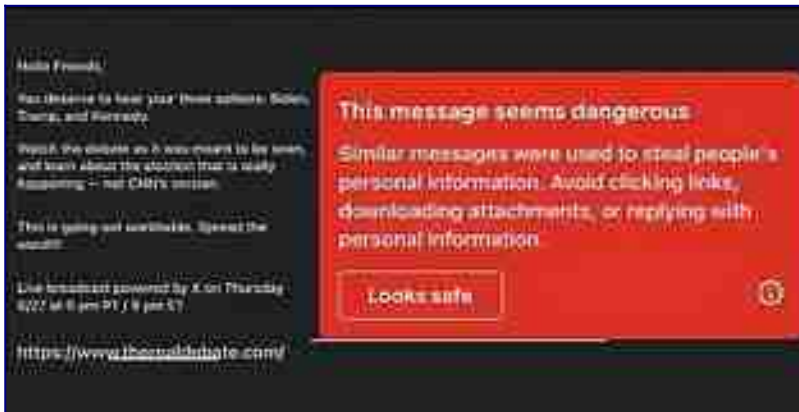 Hello Friends,
You deserve to hear your three options: Biden,
Trump, and Kennedy.
Watch the debate as it was meant to be seen,
and learn about the election that is really
happening — not CNN's version.
This is going out worldwide. Spread the
word!!!
Live broadcast powered by X on Thursday
6/27 at 6 pm PT / 9 pm ET
https://www.therealdebate.com/
This message seems dangerous
Similar messages were used to steal people's
personal information. Avoid clicking links,
downloading attachments, or replying with
personal information.
Looks safe